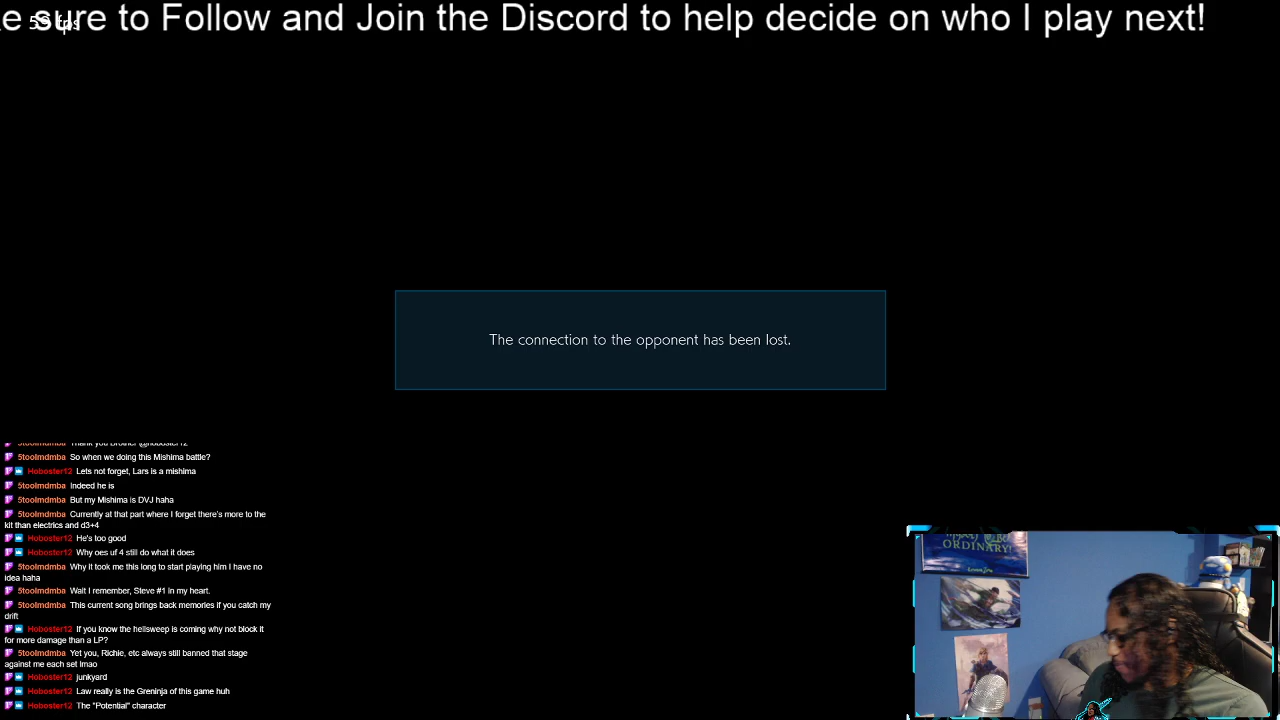 e sure to Follow and Join the Discord to help decide on who I play next!
The connection to the opponent has been lost.
5toolmdmba Thank you Brother @hoboster12
5toolmdmba So when we doing this Mishima battle?
Hoboster12 Lets not forget, Lars is a mishima
5toolmdmba Indeed he is
5toolmdmba But my Mishima is DVJ haha
5toolmdmba Currently at that part where I forget there's more to the
kit than electrics and d3+4
Hoboster12 He's too good
Hoboster12 Why oes uf 4 still do what it does
5toolmdmba Why it took me this long to start playing him I have no
idea haha
5toolmdmba Wait I remember, Steve #1 in my heart.
5toolmdmba This current song brings back memories if you catch my
drift
Hoboster12 If you know the hellsweep is coming why not block it
for more damage than a LP?
5toolmdmba Yet you, Richie, etc always still banned that stage
against me each set lmao
Hoboster12 junkyard
Hoboster12 Law really is the Greninja of this game huh
Hoboster12 The "Potential" character
ORDINARY!